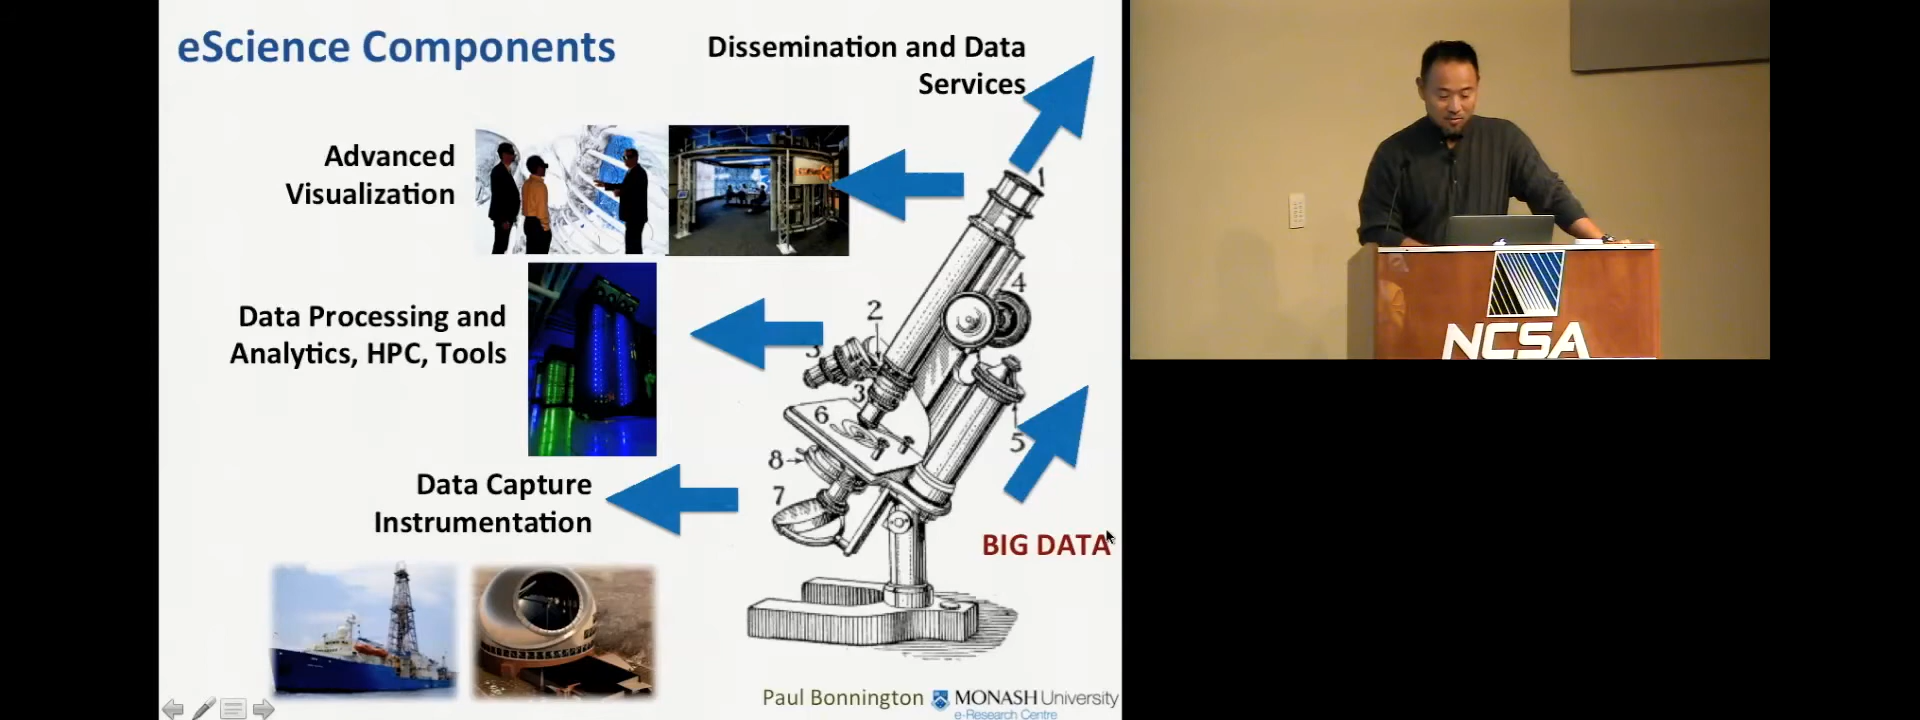 eScience Components
Dissemination and Data
Services
Advanced
Visualization
Data Processing and
Analytics, HPC, Tools
Data Capture
Instrumentation
1
2
3
3
4
5
6
7
8
BIG DATA
Paul Bonnington
MONASH University
e-Research Centre
NCSA